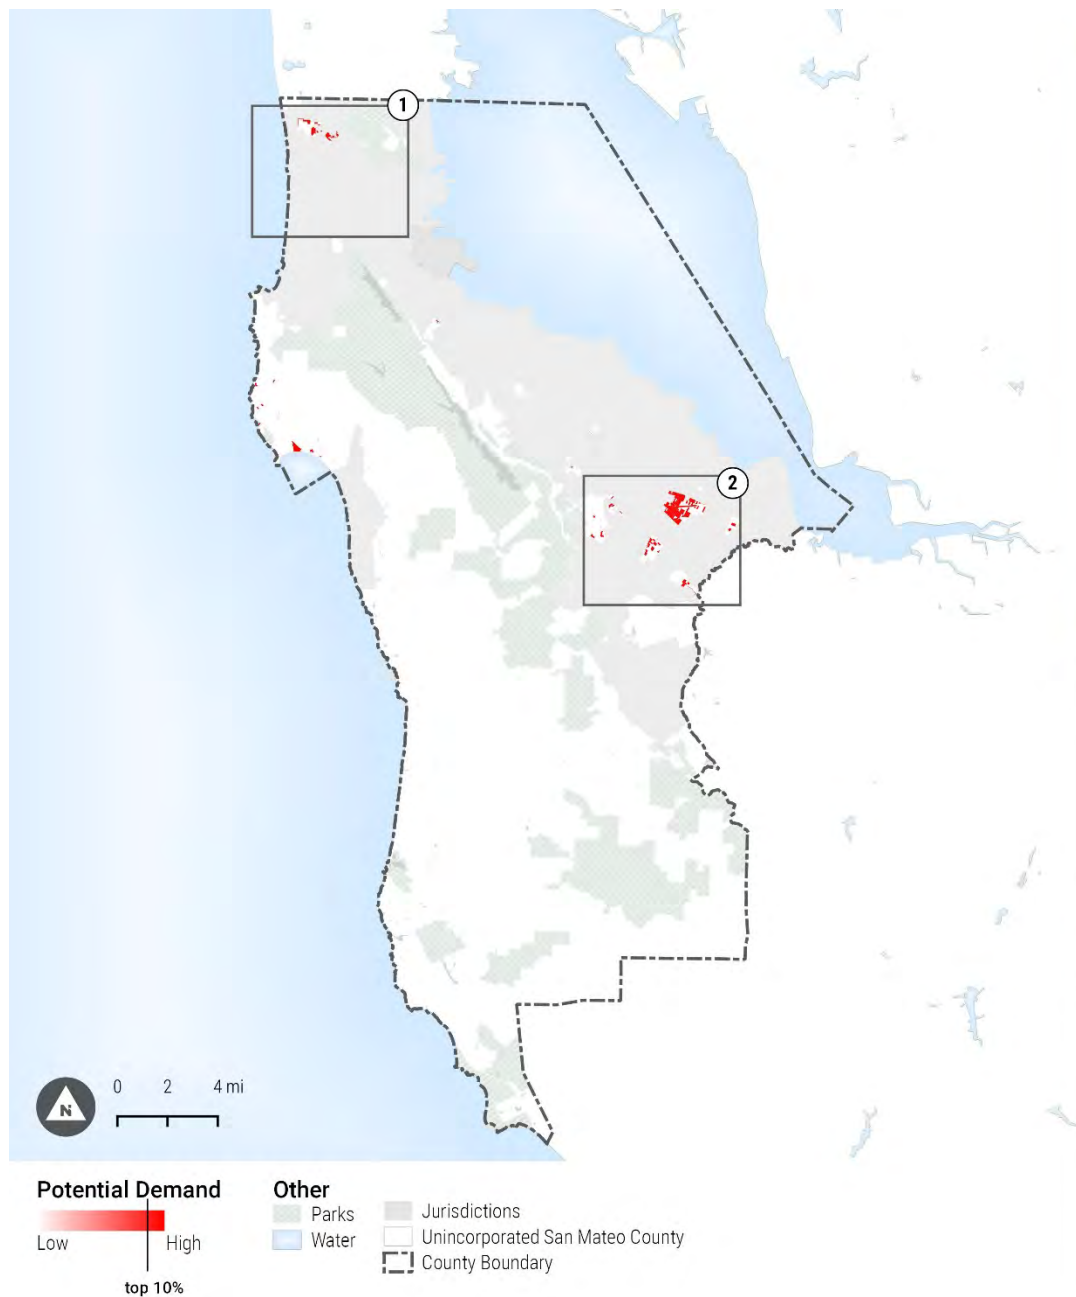 1
2
N
0 2 4 mi
Potential Demand
Low High
top 10%
Other
Parks
Water
Jurisdictions
Unincorporated San Mateo County
County Boundary